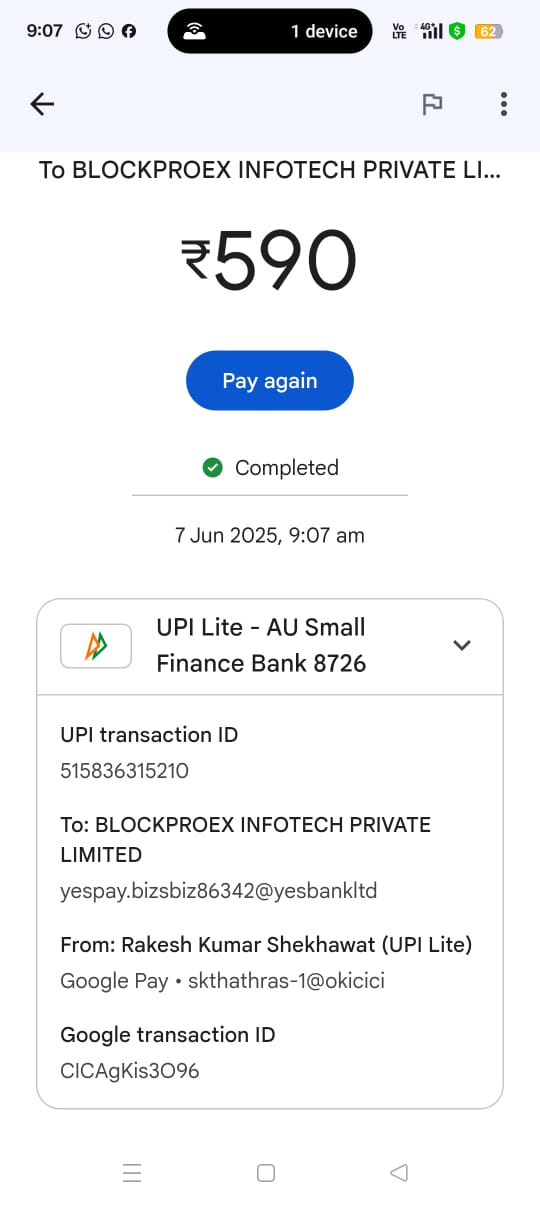 9:07
1 device
Vo LTE
4G+
62
To BLOCKPROEX INFOTECH PRIVATE LI...
₹590
Pay again
Completed
7 Jun 2025, 9:07 am
UPI Lite - AU Small
Finance Bank 8726
UPI transaction ID
515836315210
To: BLOCKPROEX INFOTECH PRIVATE
LIMITED
yespay.bizsbiz86342@yesbankltd
From: Rakesh Kumar Shekhawat (UPI Lite)
Google Pay • skthathras-1@okicici
Google transaction ID
CICAgKis3O96